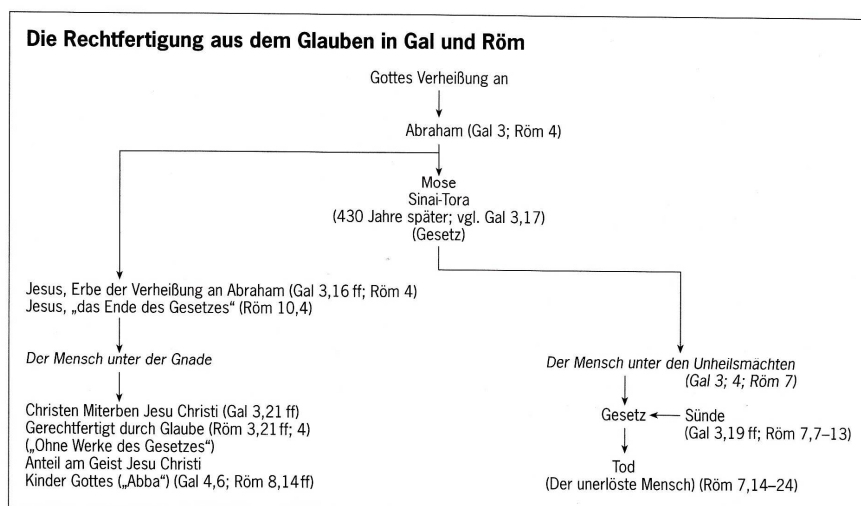 Die Rechtfertigung aus dem Glauben in Gal und Röm
Gottes Verheißung an
Abraham (Gal 3; Röm 4)
Mose
Sinai-Tora
(430 Jahre später; vgl. Gal 3,17)
(Gesetz)
Jesus, Erbe der Verheißung an Abraham (Gal 3,16 ff; Röm 4)
Jesus, „das Ende des Gesetzes“ (Röm 10,4)
Der Mensch unter der Gnade
Christen Miterben Jesu Christi (Gal 3,21 ff)
Gerechtfertigt durch Glaube (Röm 3,21 ff; 4)
(„Ohne Werke des Gesetzes“)
Anteil am Geist Jesu Christi
Kinder Gottes („Abba“) (Gal 4,6; Röm 8,14 ff)
Der Mensch unter den Unheilsmächten
(Gal 3; 4; Röm 7)
Gesetz Sünde
(Gal 3,19 ff; Röm 7,7–13)
Tod
(Der unerlöste Mensch) (Röm 7,14–24)